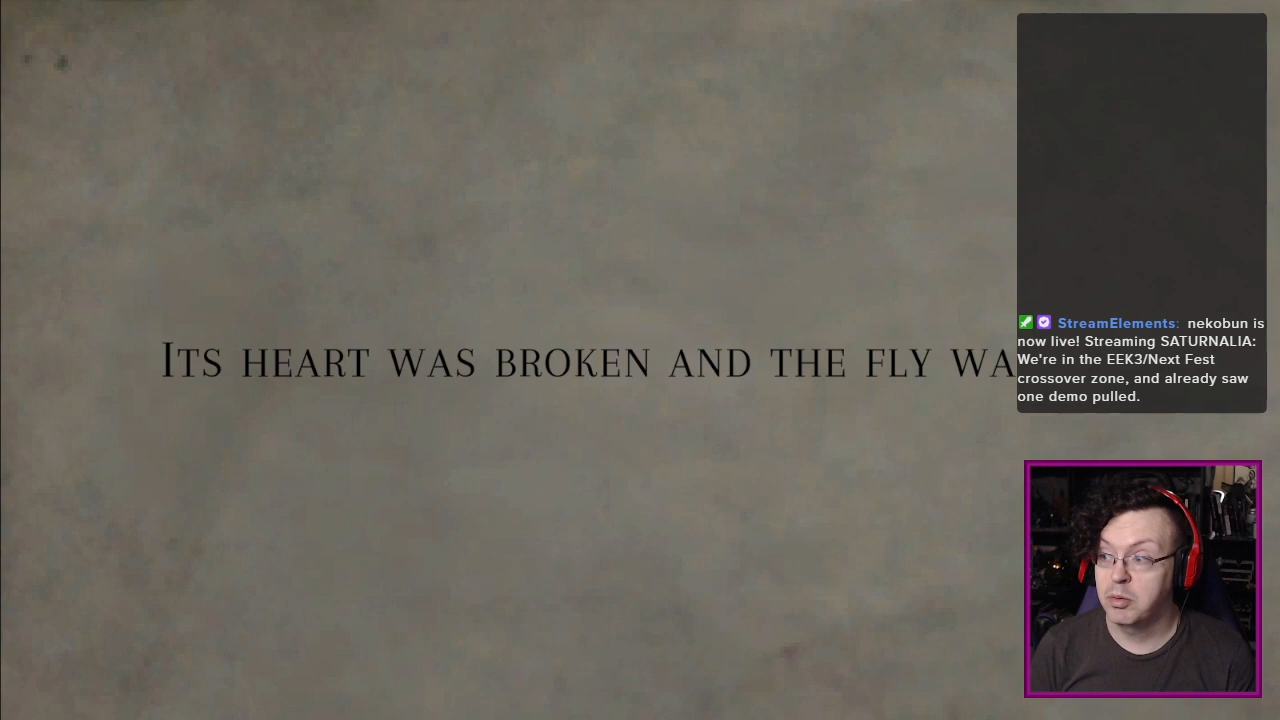 Its heart was broken and the fly wa
StreamElements: nekobun is
now live! Streaming SATURNALIA:
We're in the EEK3/Next Fest
crossover zone, and already saw
one demo pulled.